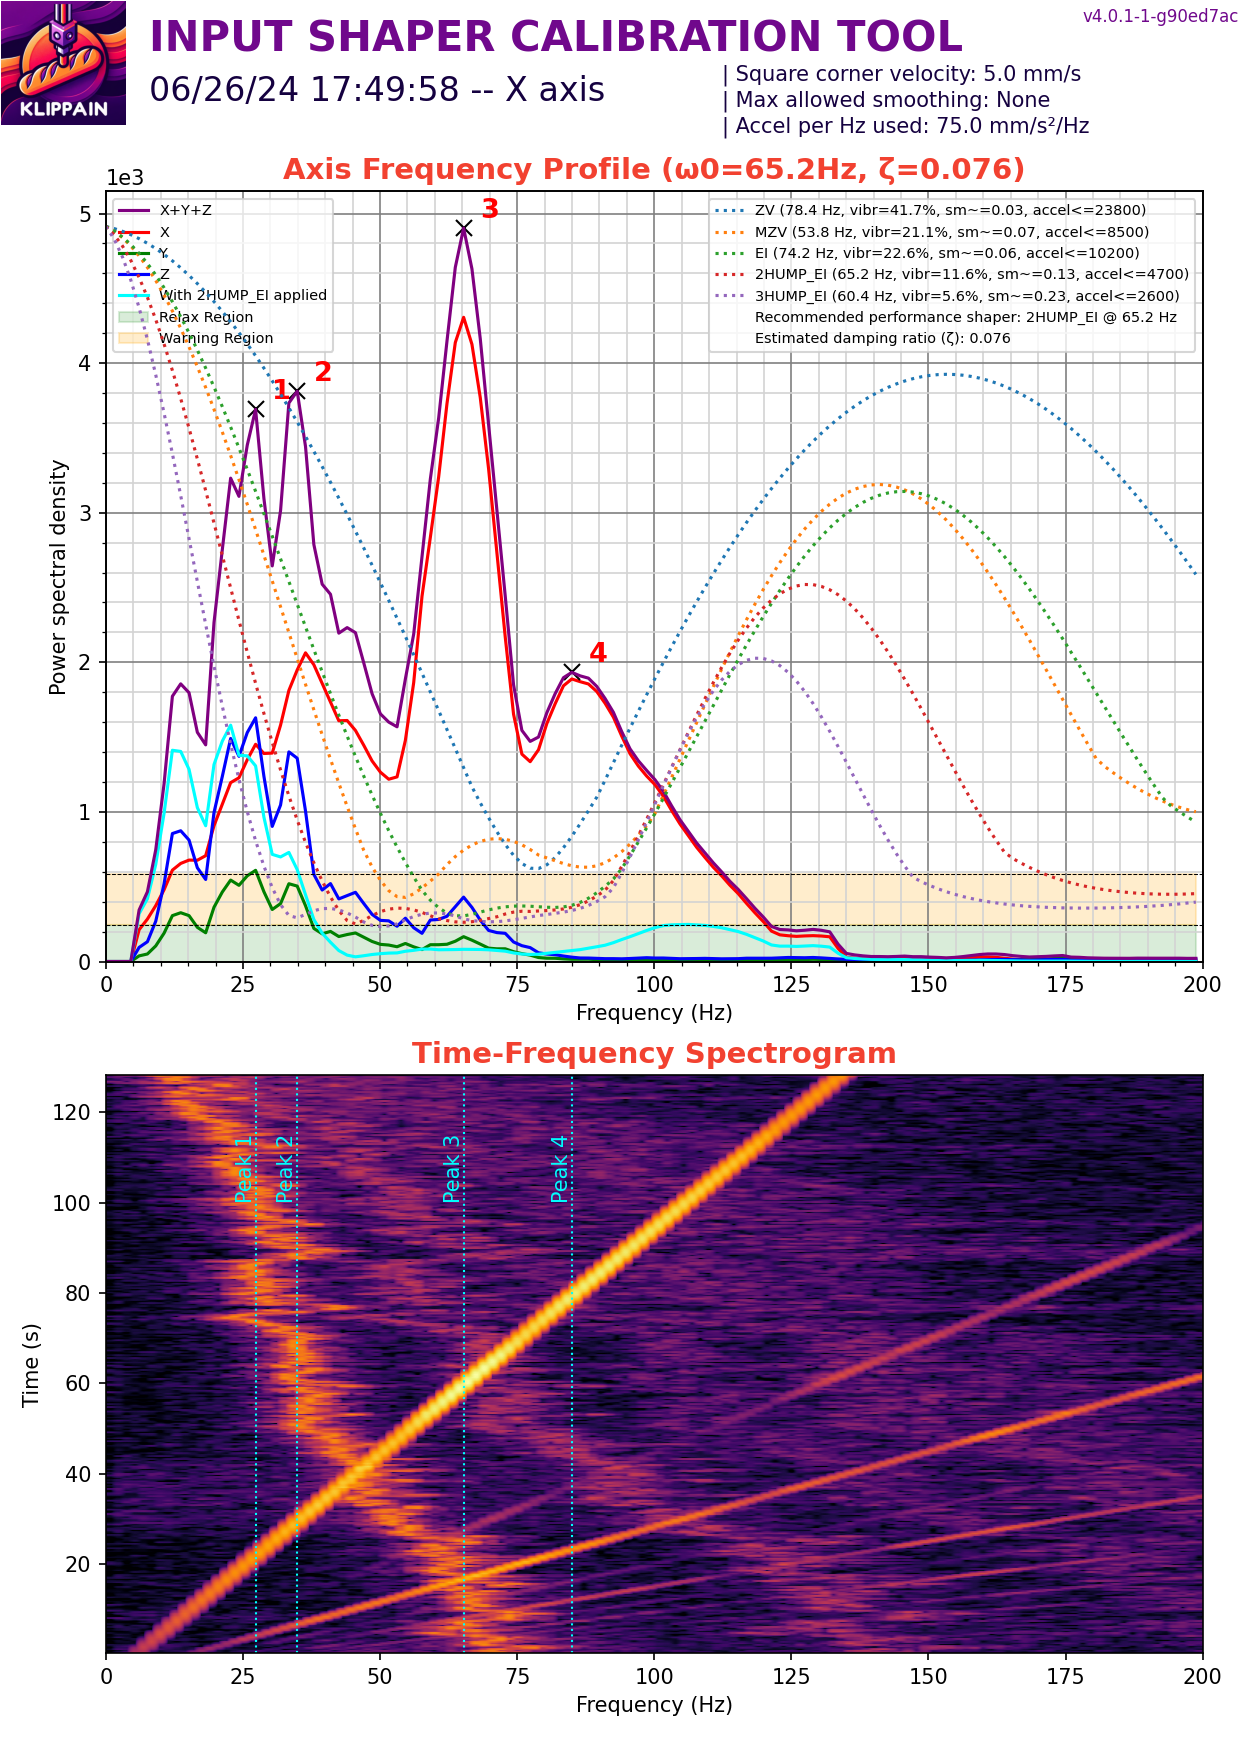 v4.0.1-1-g90ed7ac
INPUT SHAPER CALIBRATION TOOL
06/26/24 17:49:58 -- X axis
| Square corner velocity: 5.0 mm/s
| Max allowed smoothing: None
| Accel per Hz used: 75.0 mm/s²/Hz
KLIPPAIN
Axis Frequency Profile (ω0=65.2Hz, ζ=0.076)
1e3
X+Y+Z
X
Y
Z
With 2HUMP_EI applied
Relax Region
Warning Region
ZV (78.4 Hz, vibr=41.7%, sm~=0.03, accel<=23800)
MZV (53.8 Hz, vibr=21.1%, sm~=0.07, accel<=8500)
EI (74.2 Hz, vibr=22.6%, sm~=0.06, accel<=10200)
2HUMP_EI (65.2 Hz, vibr=11.6%, sm~=0.13, accel<=4700)
3HUMP_EI (60.4 Hz, vibr=5.6%, sm~=0.23, accel<=2600)
Recommended performance shaper: 2HUMP_EI @ 65.2 Hz
Estimated damping ratio (ζ): 0.076
1
2
3
4
5
4
3
2
1
0
Power spectral density
0 25 50 75 100 125 150 175 200
Frequency (Hz)
Time-Frequency Spectrogram
Peak 1
Peak 2
Peak 3
Peak 4
120
100
80
60
40
20
Time (s)
0 25 50 75 100 125 150 175 200
Frequency (Hz)